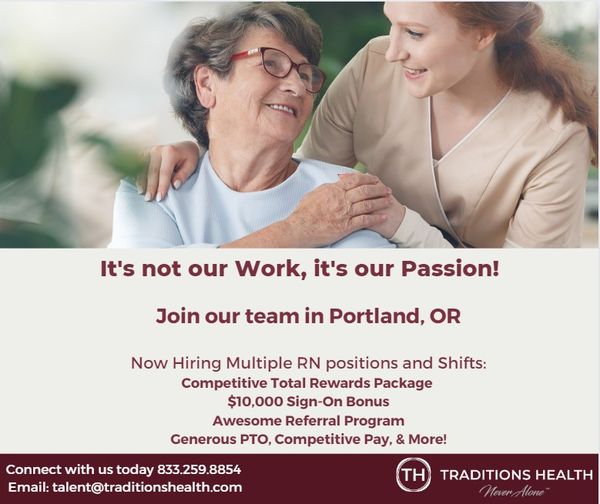 It's not our Work, it's our Passion!
Join our team in Portland, OR
Now Hiring Multiple RN positions and Shifts:
Competitive Total Rewards Package
$10,000 Sign-On Bonus
Awesome Referral Program
Generous PTO, Competitive Pay, & More!
Connect with us today 833.259.8854
Email: talent@traditionshealth.com
TH
TRADITIONS HEALTH
Never Alone™